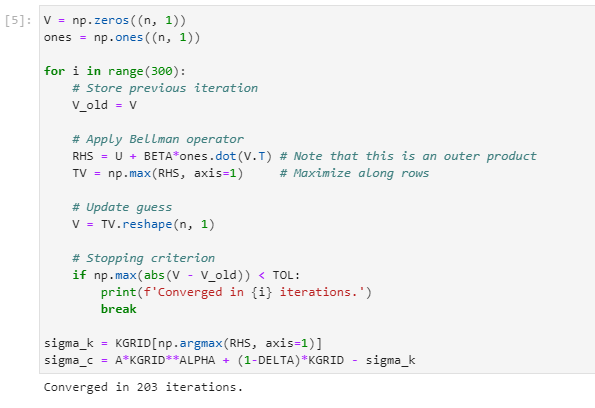 [5]: V = np.zeros((n, 1))
ones = np.ones((n, 1))
for i in range(300):
# Store previous iteration
V_old = V
# Apply Bellman operator
RHS = U + BETA*ones.dot(V.T) # Note that this is an outer product
TV = np.max(RHS, axis=1) # Maximize along rows
# Update guess
V = TV.reshape(n, 1)
# Stopping criterion
if np.max(abs(V - V_old)) < TOL:
print(f'Converged in {i} iterations.')
break
sigma_k = KGRID[np.argmax(RHS, axis=1)]
sigma_c = A*KGRID**ALPHA + (1-DELTA)*KGRID - sigma_k
Converged in 203 iterations.